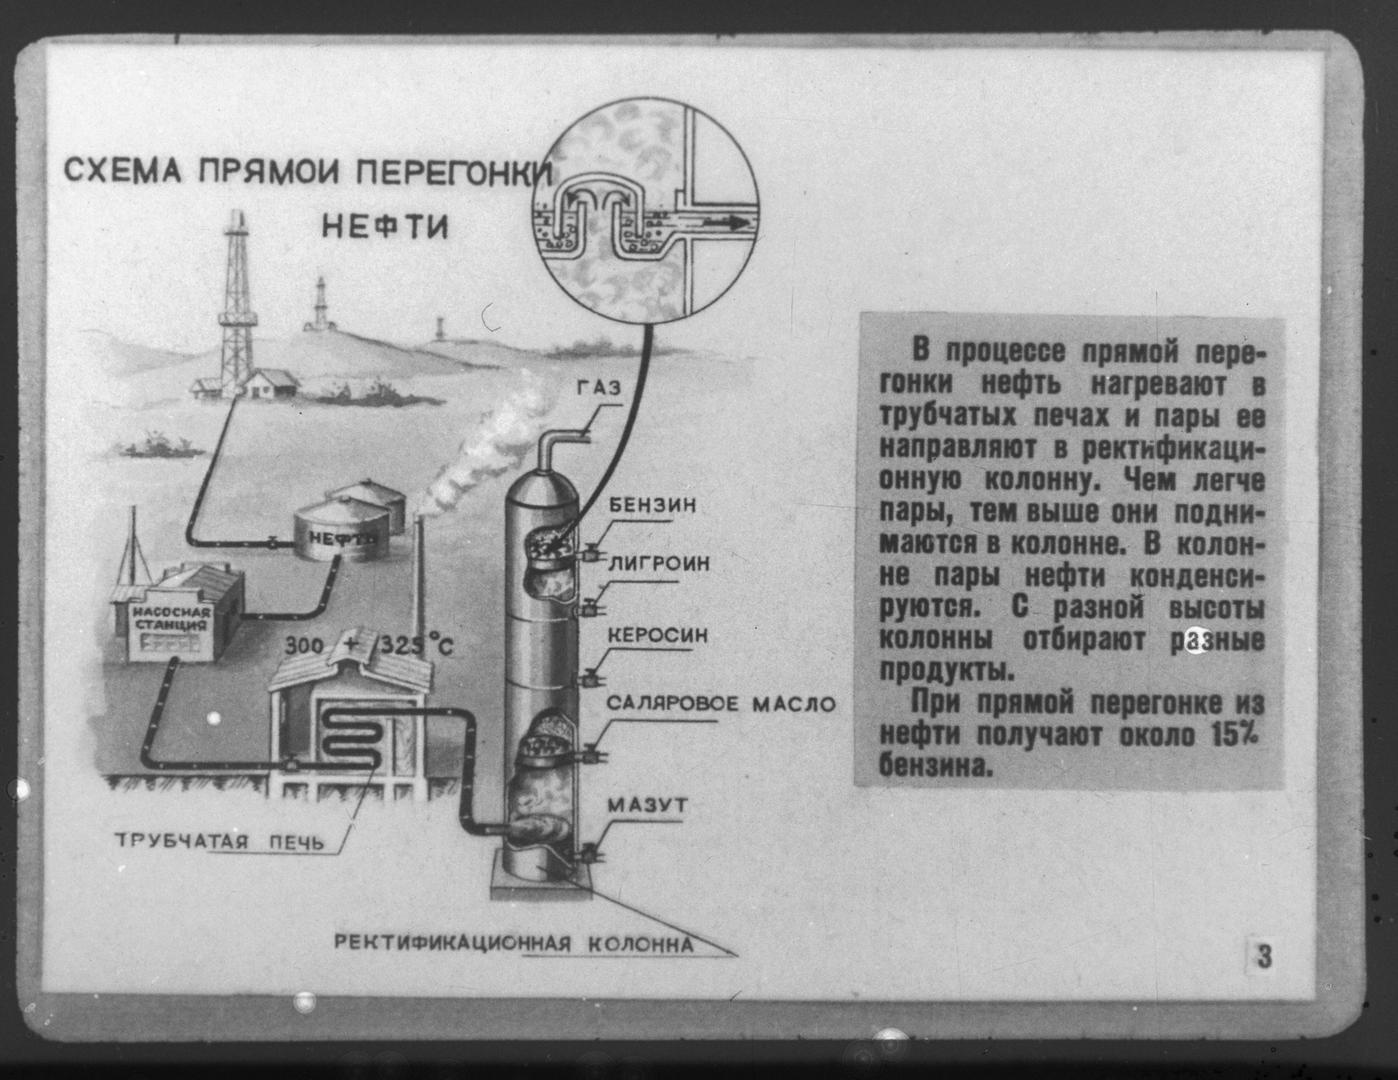 СХЕМА ПРЯМОЙ ПЕРЕГОНКИ
НЕФТИ
ГАЗ
БЕНЗИН
ЛИГРОИН
КЕРОСИН
САЛЯРОВОЕ МАСЛО
МАЗУТ
НЕФТЬ
НАСОСНАЯ
СТАНЦИЯ
300 + 325°С
ТРУБЧАТАЯ ПЕЧЬ
РЕКТИФИКАЦИОННАЯ КОЛОННА
В процессе прямой пере-
гонки нефть нагревают в
трубчатых печах и пары ее
направляют в ректификаци-
онную колонну. Чем легче
пары, тем выше они подни-
маются в колонне. В колон-
не пары нефти конденси-
руются. С разной высоты
колонны отбирают разные
продукты.
При прямой перегонке из
нефти получают около 15%
бензина.
3